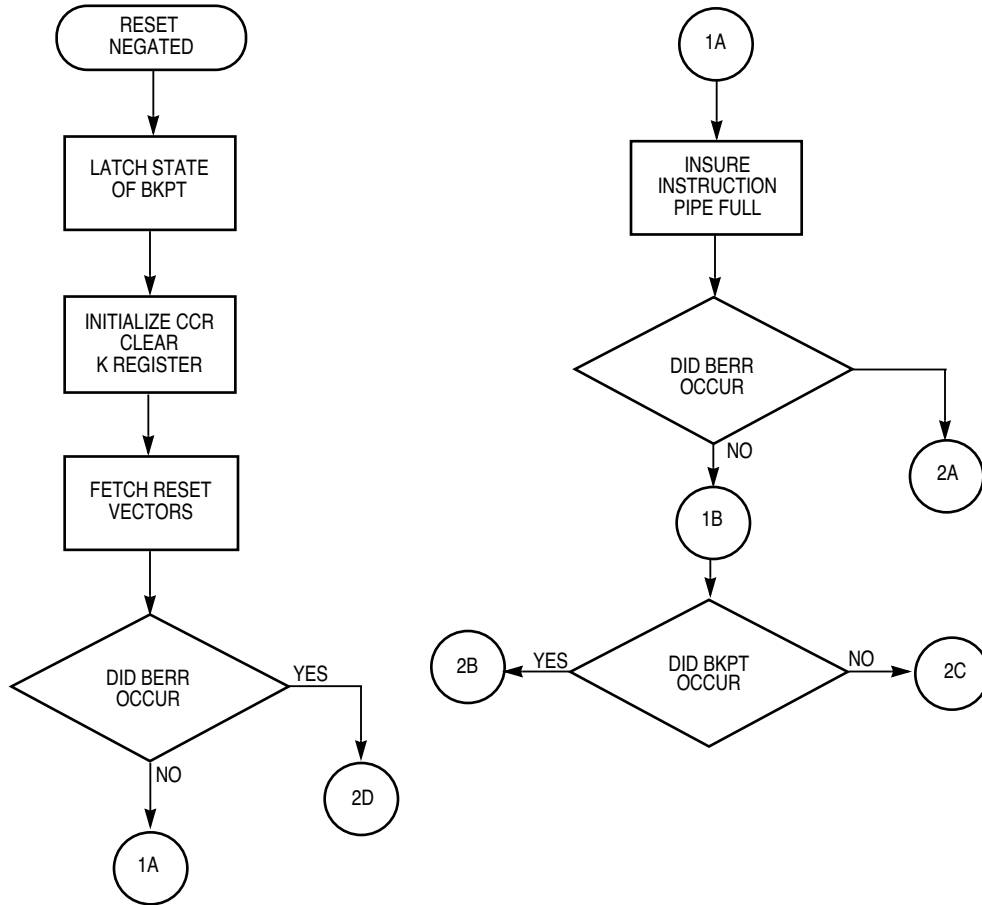 RESET
NEGATED
LATCH STATE
OF BKPT
INITIALIZE CCR
CLEAR
K REGISTER
FETCH RESET
VECTORS
DID BERR
OCCUR
YES
NO
2D
1A
1A
INSURE
INSTRUCTION
PIPE FULL
DID BERR
OCCUR
NO
2A
1B
DID BKPT
OCCUR
YES
NO
2B
2C